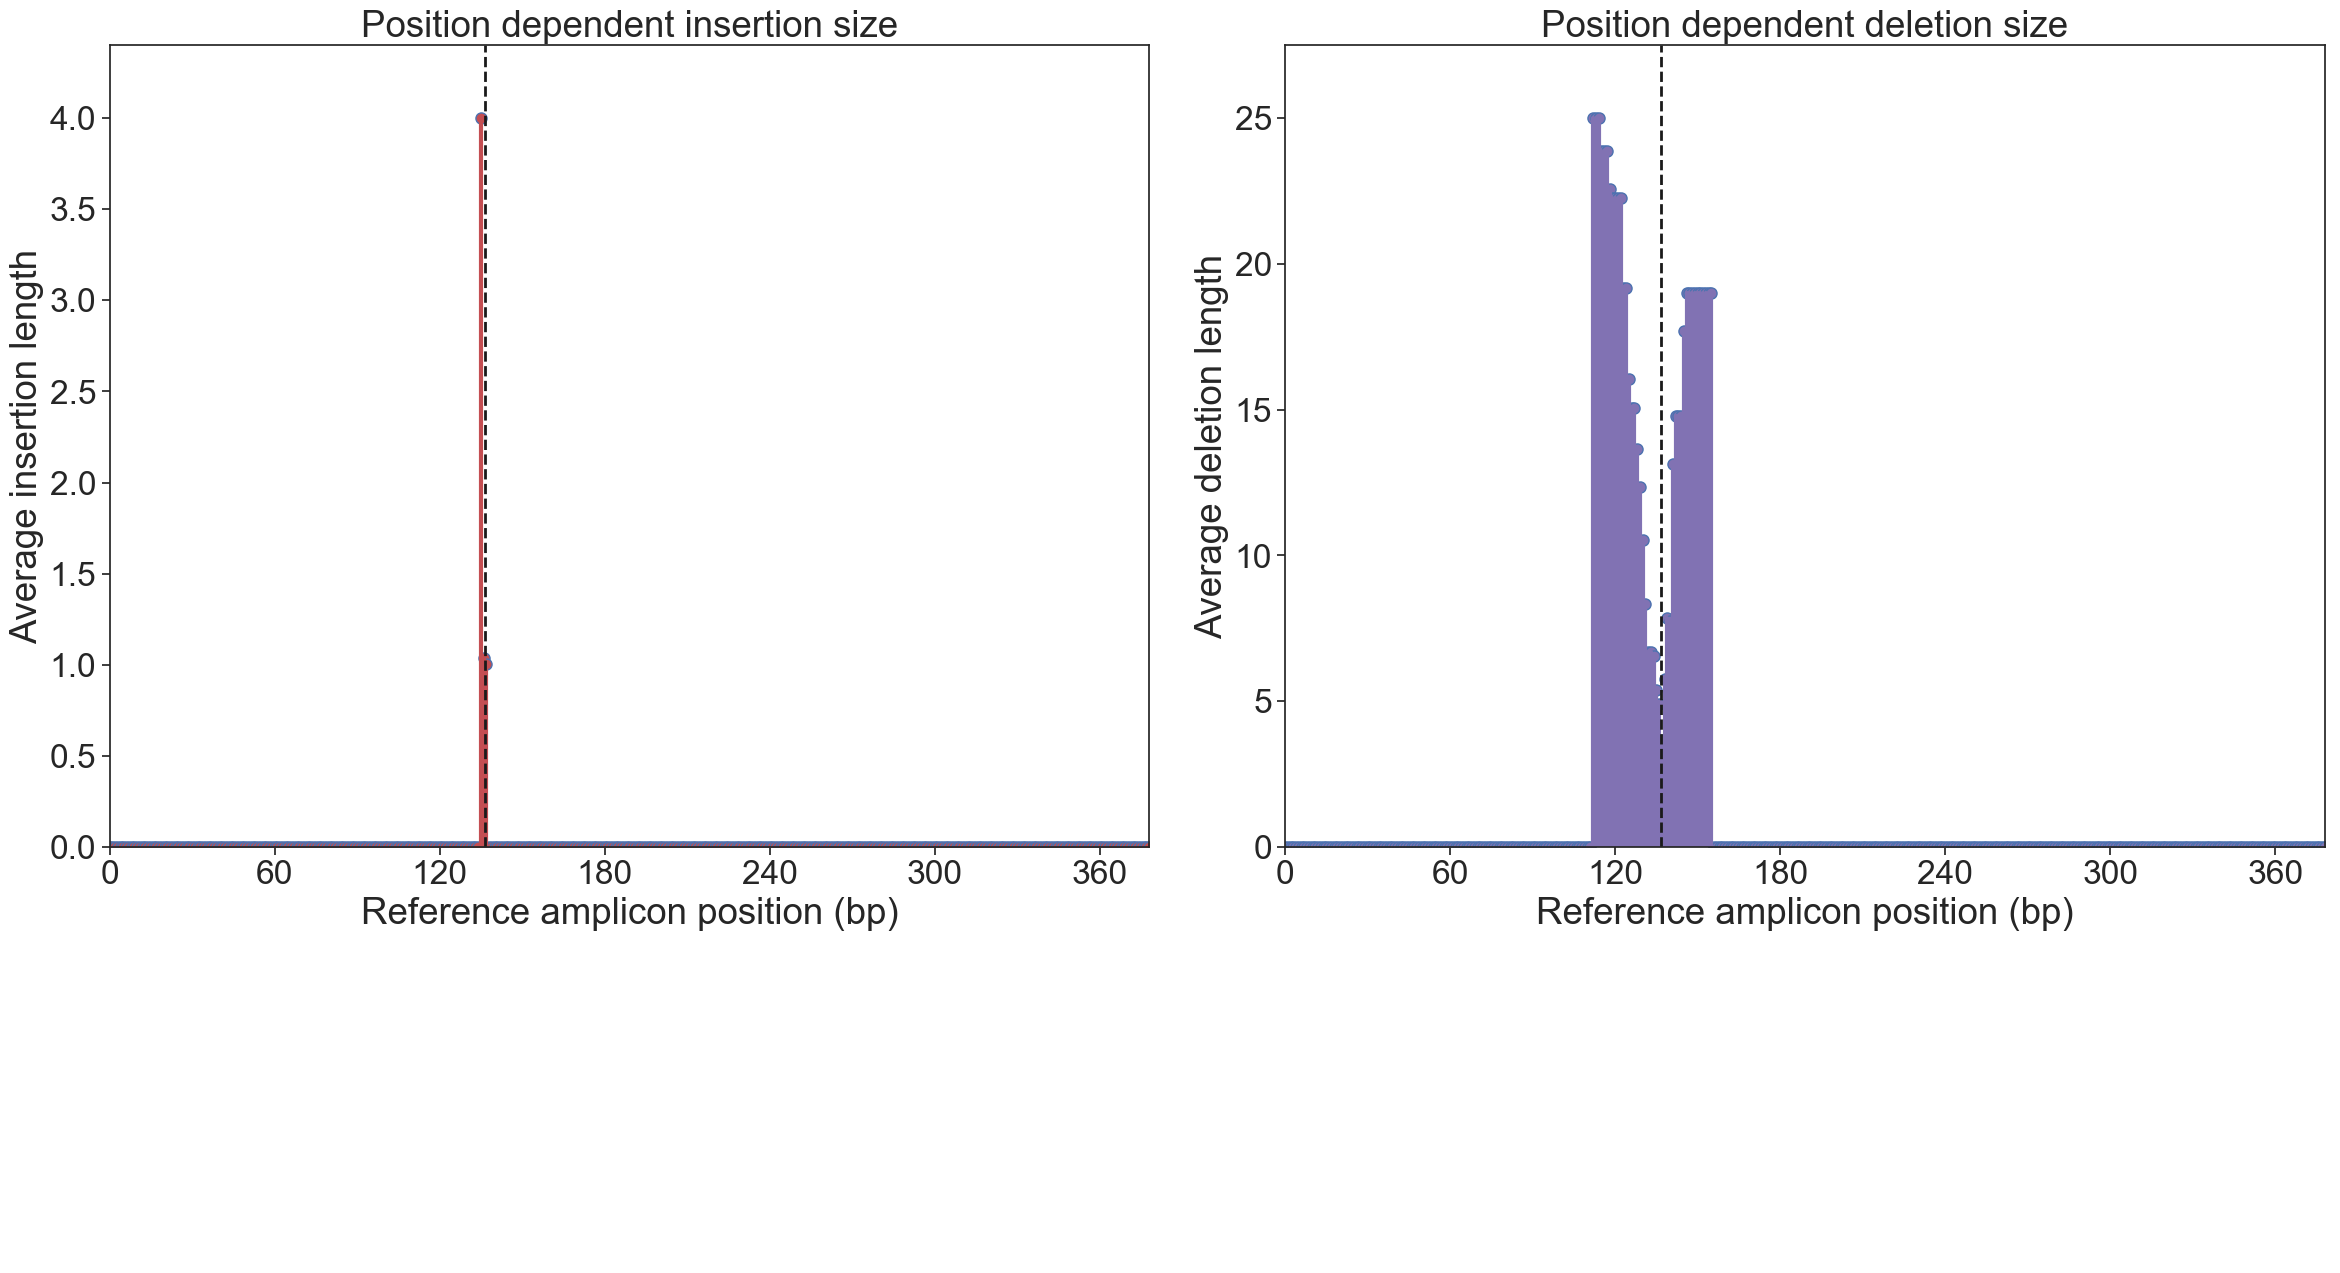 Position dependent insertion size
Average insertion length
4.0
3.5
3.0
2.5
2.0
1.5
1.0
0.5
0.0
0 60 120 180 240 300 360
Reference amplicon position (bp)
Position dependent deletion size
Average deletion length
25
20
15
10
5
0
0 60 120 180 240 300 360
Reference amplicon position (bp)